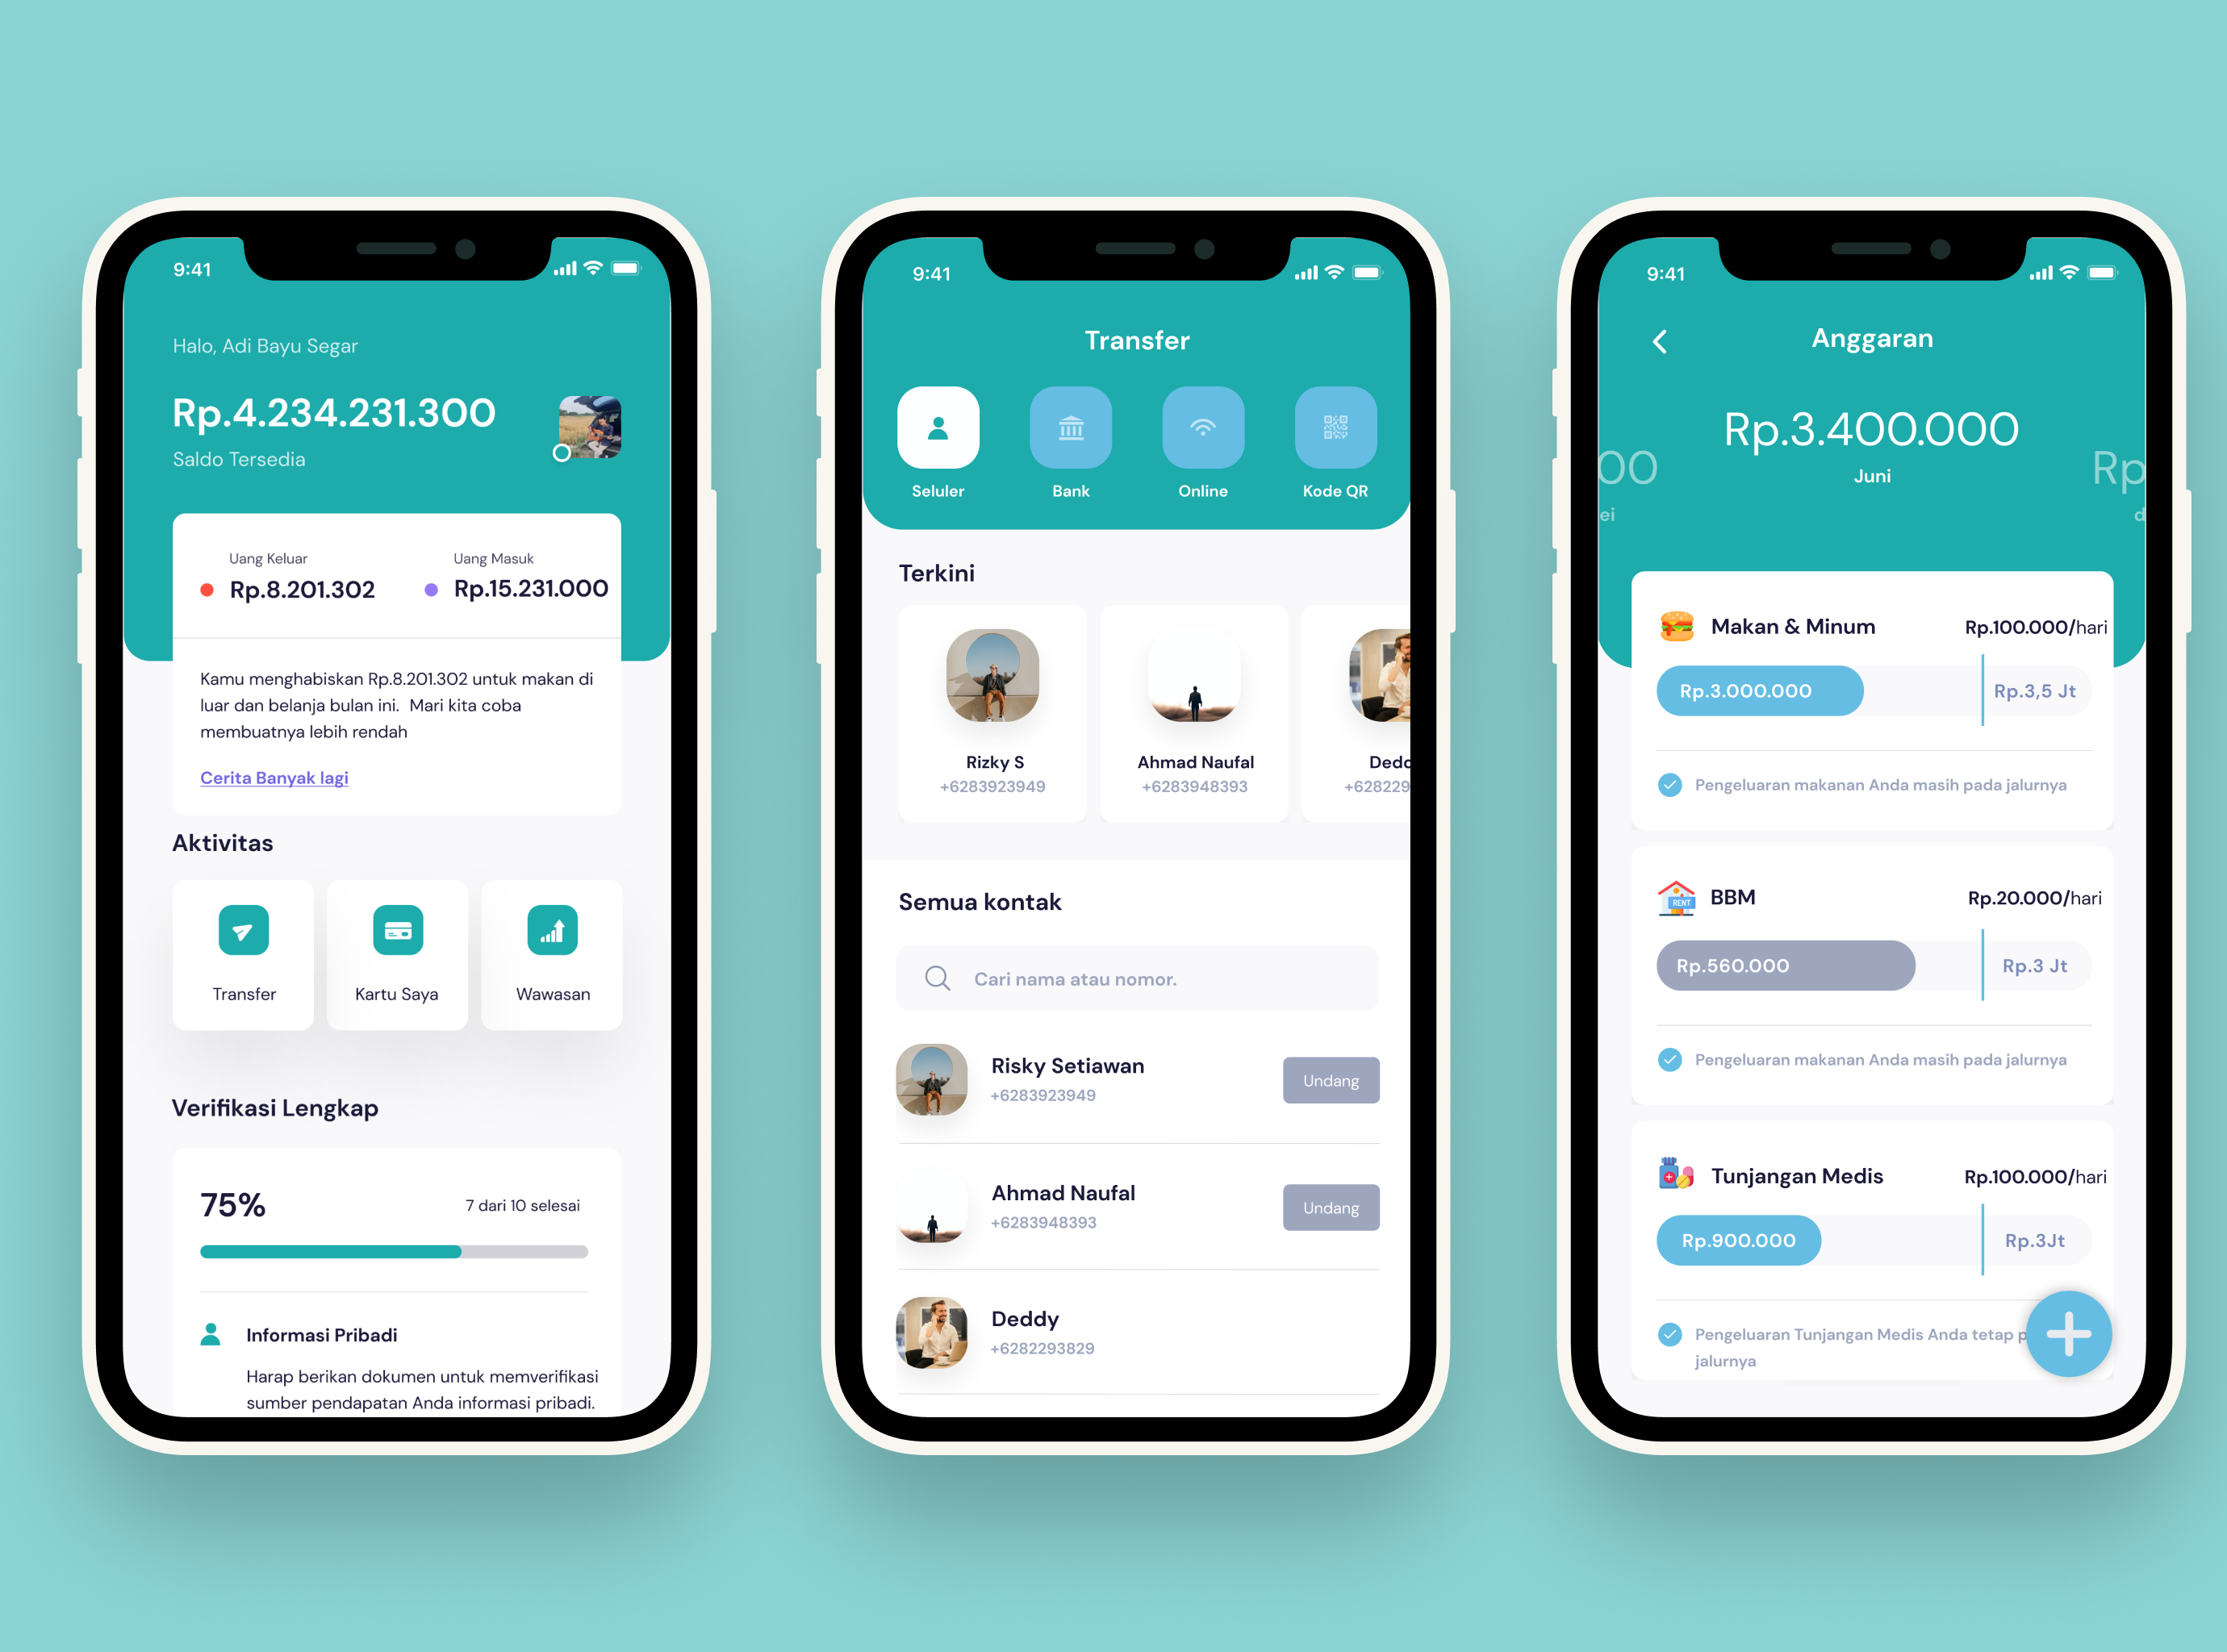 9:41
Halo, Adi Bayu Segar
Rp.4.234.231.300
Saldo Tersedia
Uang Keluar
Rp.8.201.302
Uang Masuk
Rp.15.231.000
Kamu menghabiskan Rp.8.201.302 untuk makan di
luar dan belanja bulan ini.  Mari kita coba
membuatnya lebih rendah
Cerita Banyak lagi
Aktivitas
Transfer
Kartu Saya
Wawasan
Verifikasi Lengkap
75%
7 dari 10 selesai
Informasi Pribadi
Harap berikan dokumen untuk memverifikasi
sumber pendapatan Anda informasi pribadi.
9:41
Transfer
Seluler
Bank
Online
Kode QR
Terkini
Rizky S
+6283923949
Ahmad Naufal
+6283948393
Dedd
+628229
Semua kontak
Cari nama atau nomor.
Risky Setiawan
+6283923949
Undang
Ahmad Naufal
+6283948393
Undang
Deddy
+6282293829
9:41
Anggaran
00
ei
Rp.3.400.000
Juni
Rp
d
Makan & Minum
Rp.100.000/hari
Rp.3.000.000
Rp.3,5 Jt
Pengeluaran makanan Anda masih pada jalurnya
RENT
BBM
Rp.20.000/hari
Rp.560.000
Rp.3 Jt
Pengeluaran makanan Anda masih pada jalurnya
Tunjangan Medis
Rp.100.000/hari
Rp.900.000
Rp.3Jt
Pengeluaran Tunjangan Medis Anda tetap p
jalurnya